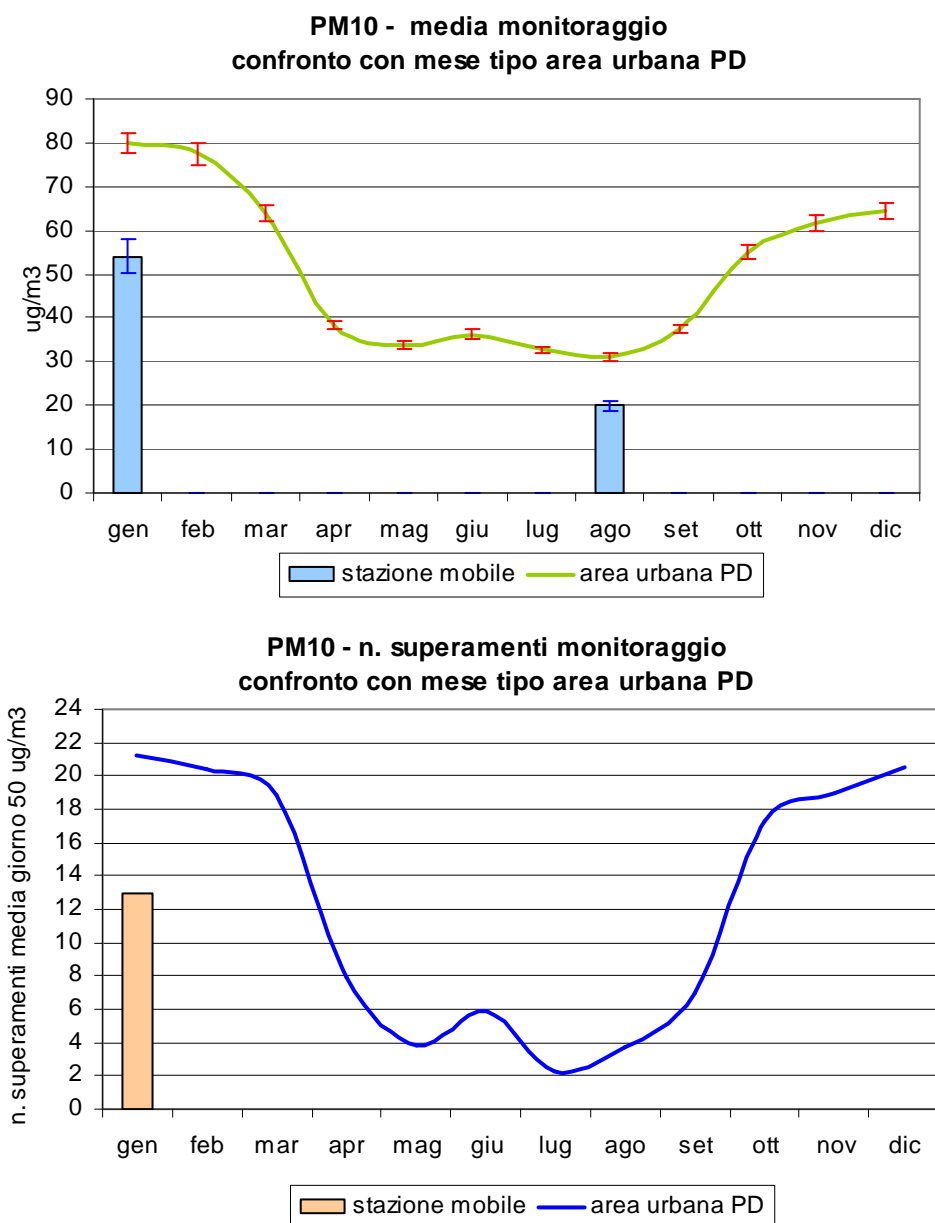 PM10 - media monitoraggio
confronto con mese tipo area urbana PD
ug/m3
90
80
70
60
50
40
30
20
10
0
gen feb mar apr mag giu lug ago set ott nov dic
stazione mobile area urbana PD
PM10 - n. superamenti monitoraggio
confronto con mese tipo area urbana PD
n. superamenti media giorno 50 ug/m3
24
22
20
18
16
14
12
10
8
6
4
2
0
gen feb mar apr mag giu lug ago set ott nov dic
stazione mobile area urbana PD